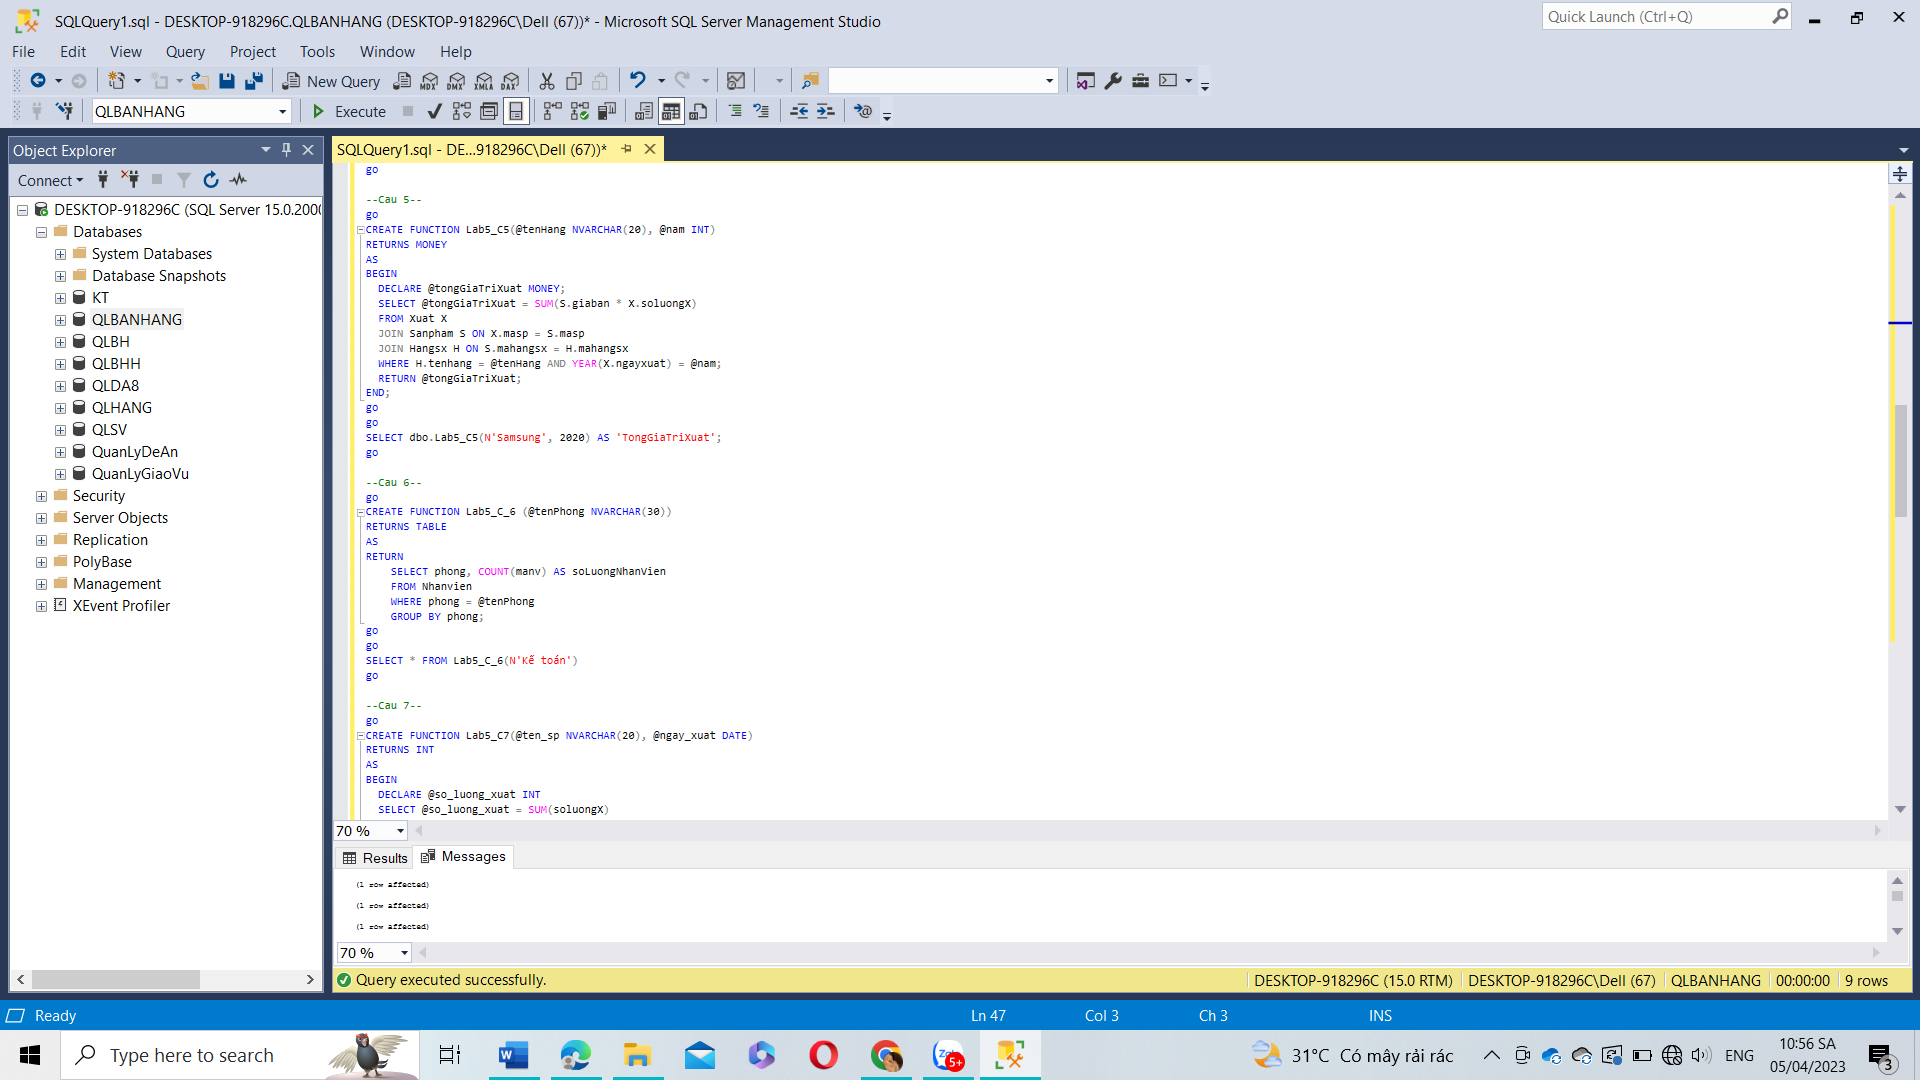 SQLQuery1.sql - DESKTOP-918296C.QLBANHANG (DESKTOP-918296C\Dell (67))* - Microsoft SQL Server Management Studio
Quick Launch (Ctrl+Q)
File Edit View Query Project Tools Window Help
New Query MDX DMX XMLA DAX
QLBANHANG Execute
Object Explorer
SQLQuery1.sql - DE...918296C\Dell (67))*
Connect
DESKTOP-918296C (SQL Server 15.0.2000
Databases
System Databases
Database Snapshots
KT
QLBANHANG
QLBH
QLBHH
QLDA8
QLHANG
QLSV
QuanLyDeAn
QuanLyGiaoVu
Security
Server Objects
Replication
PolyBase
Management
XEvent Profiler
go
--Cau 5--
go
CREATE FUNCTION Lab5_C5(@tenHang NVARCHAR(20), @nam INT)
RETURNS MONEY
AS
BEGIN
DECLARE @tongGiaTriXuat MONEY;
SELECT @tongGiaTriXuat = SUM(S.giaban * X.soluongX)
FROM Xuat X
JOIN Sanpham S ON X.masp = S.masp
JOIN Hangsx H ON S.mahangsx = H.mahangsx
WHERE H.tenhang = @tenHang AND YEAR(X.ngayxuat) = @nam;
RETURN @tongGiaTriXuat;
END;
go
go
SELECT dbo.Lab5_C5(N'Samsung', 2020) AS 'TongGiaTriXuat';
go
--Cau 6--
go
CREATE FUNCTION Lab5_C_6 (@tenPhong NVARCHAR(30))
RETURNS TABLE
AS
RETURN
SELECT phong, COUNT(manv) AS soLuongNhanVien
FROM Nhanvien
WHERE phong = @tenPhong
GROUP BY phong;
go
go
SELECT * FROM Lab5_C_6(N'Kế toán')
go
--Cau 7--
go
CREATE FUNCTION Lab5_C7(@ten_sp NVARCHAR(20), @ngay_xuat DATE)
RETURNS INT
AS
BEGIN
DECLARE @so_luong_xuat INT
SELECT @so_luong_xuat = SUM(soluongX)
70 %
Results Messages
(1 row affected)
(1 row affected)
(1 row affected)
70 %
Query executed successfully. DESKTOP-918296C (15.0 RTM) DESKTOP-918296C\Dell (67) QLBANHANG 00:00:00 9 rows
Ready Ln 47 Col 3 Ch 3 INS
Type here to search 5+ 31°C Có mây rải rác ENG 10:56 SA
05/04/2023 3